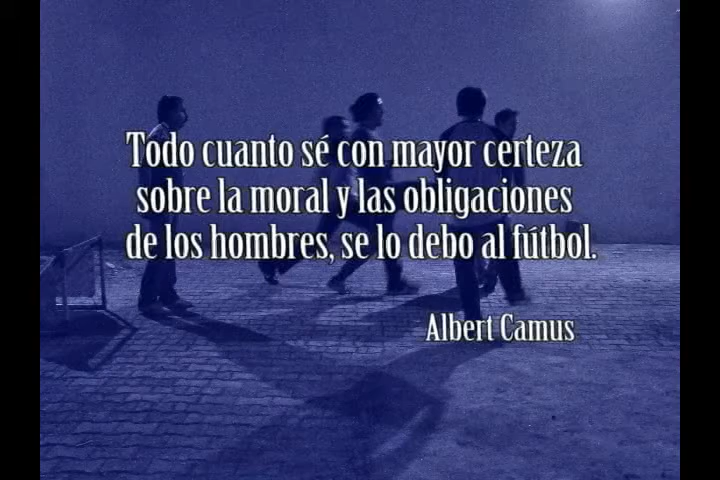 Todo cuanto sé con mayor certeza
sobre la moral y las obligaciones
de los hombres, se lo debo al fútbol.
Albert Camus